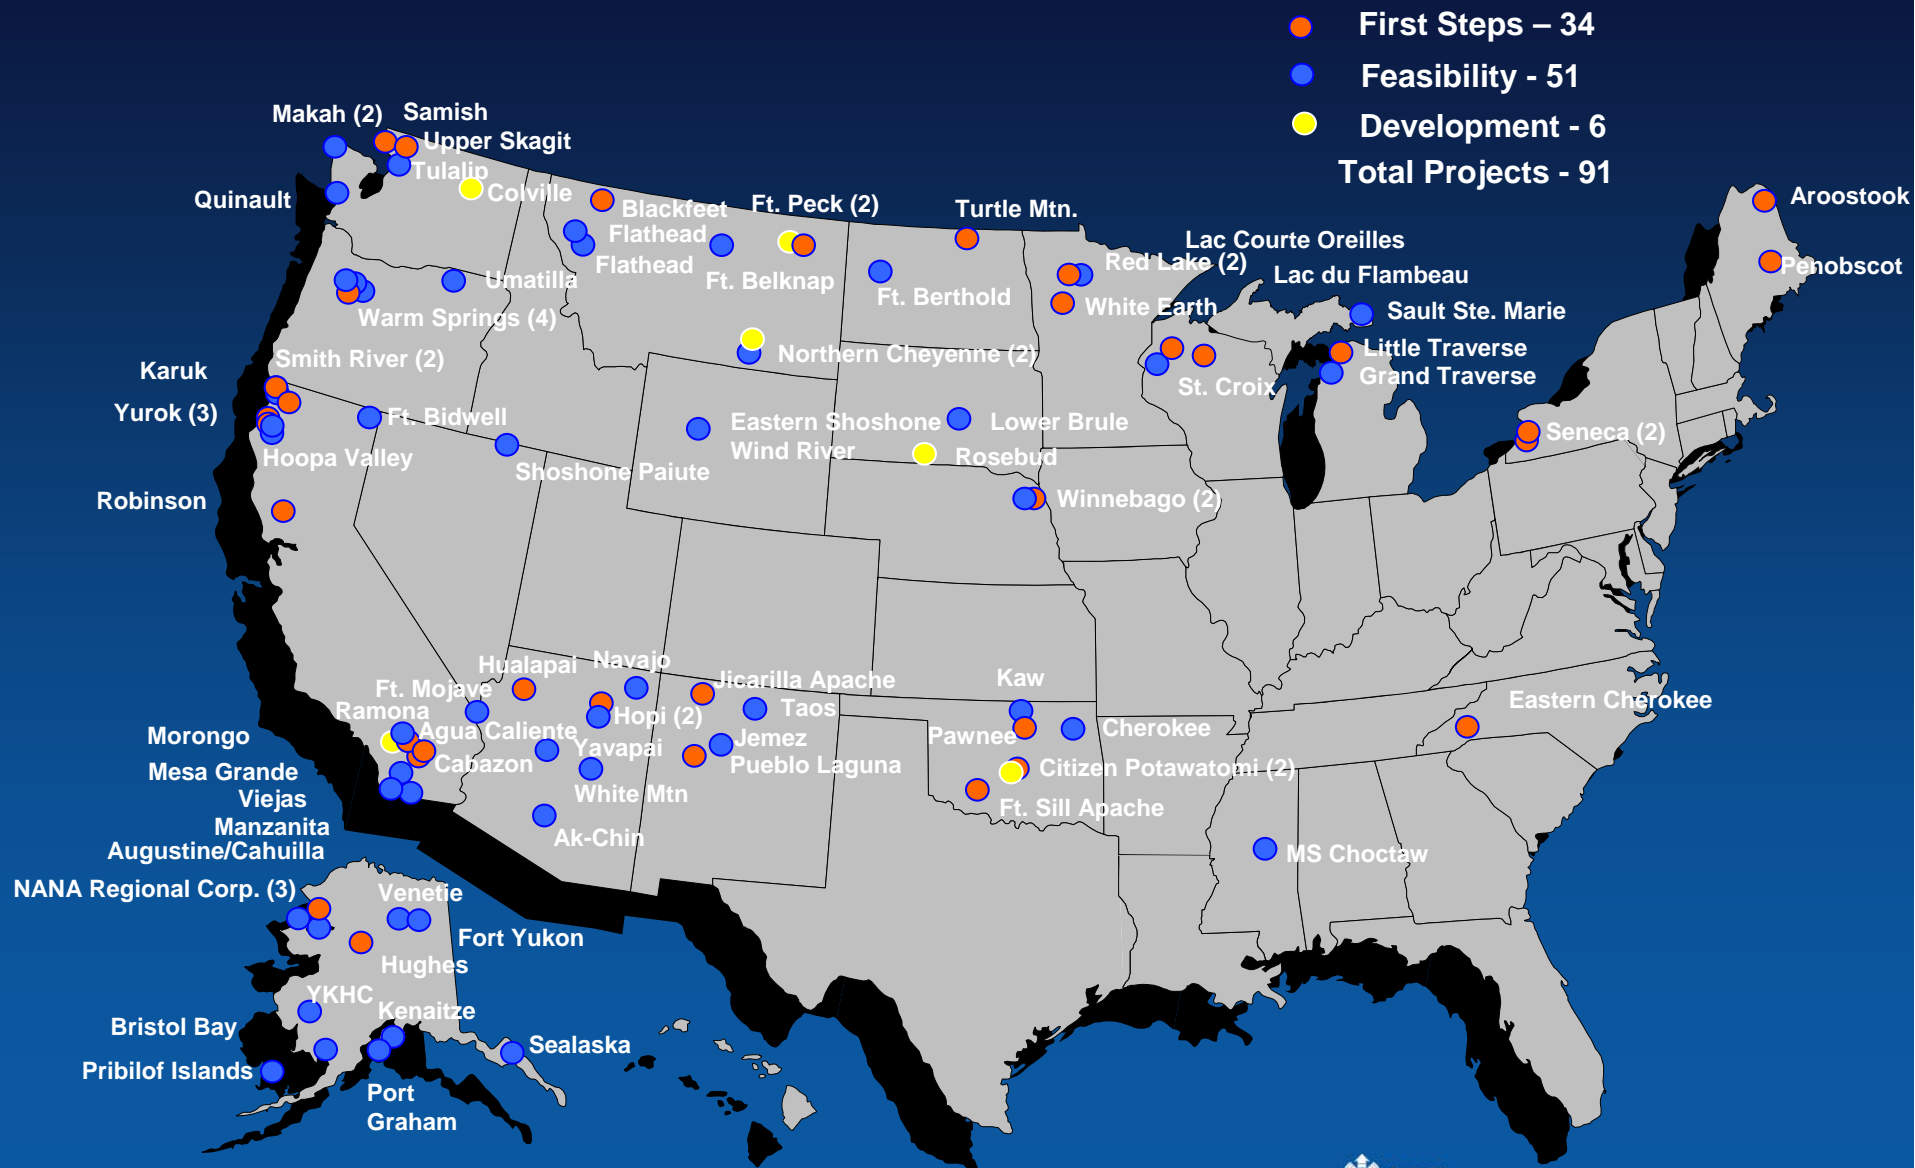 First Steps – 34
Feasibility - 51
Development - 6
Total Projects - 91
Makah (2)
Samish
Upper Skagit
Tulalip
Quinault
Colville
Blackfeet
Flathead
Flathead
Ft. Peck (2)
Ft. Belknap
Turtle Mtn.
Ft. Berthold
Lac Courte Oreilles
Red Lake (2)
Lac du Flambeau
White Earth
Sault Ste. Marie
Little Traverse
Grand Traverse
St. Croix
Aroostook
Penobscot
Seneca (2)
Umatilla
Warm Springs (4)
Northern Cheyenne (2)
Smith River (2)
Karuk
Yurok (3)
Ft. Bidwell
Hoopa Valley
Shoshone Paiute
Eastern Shoshone
Wind River
Lower Brule
Rosebud
Winnebago (2)
Robinson
Hualapai
Navajo
Ft. Mojave
Ramona
Agua Caliente
Hopi (2)
Jicarilla Apache
Taos
Jemez
Pueblo Laguna
Yavapai
White Mtn
Ak-Chin
Cabazon
Morongo
Mesa Grande
Viejas
Manzanita
Augustine/Cahuilla
Kaw
Pawnee
Cherokee
Citizen Potawatomi (2)
Ft. Sill Apache
Eastern Cherokee
MS Choctaw
NANA Regional Corp. (3)
Venetie
Fort Yukon
Hughes
YKHC
Kenaitze
Bristol Bay
Pribilof Islands
Sealaska
Port
Graham